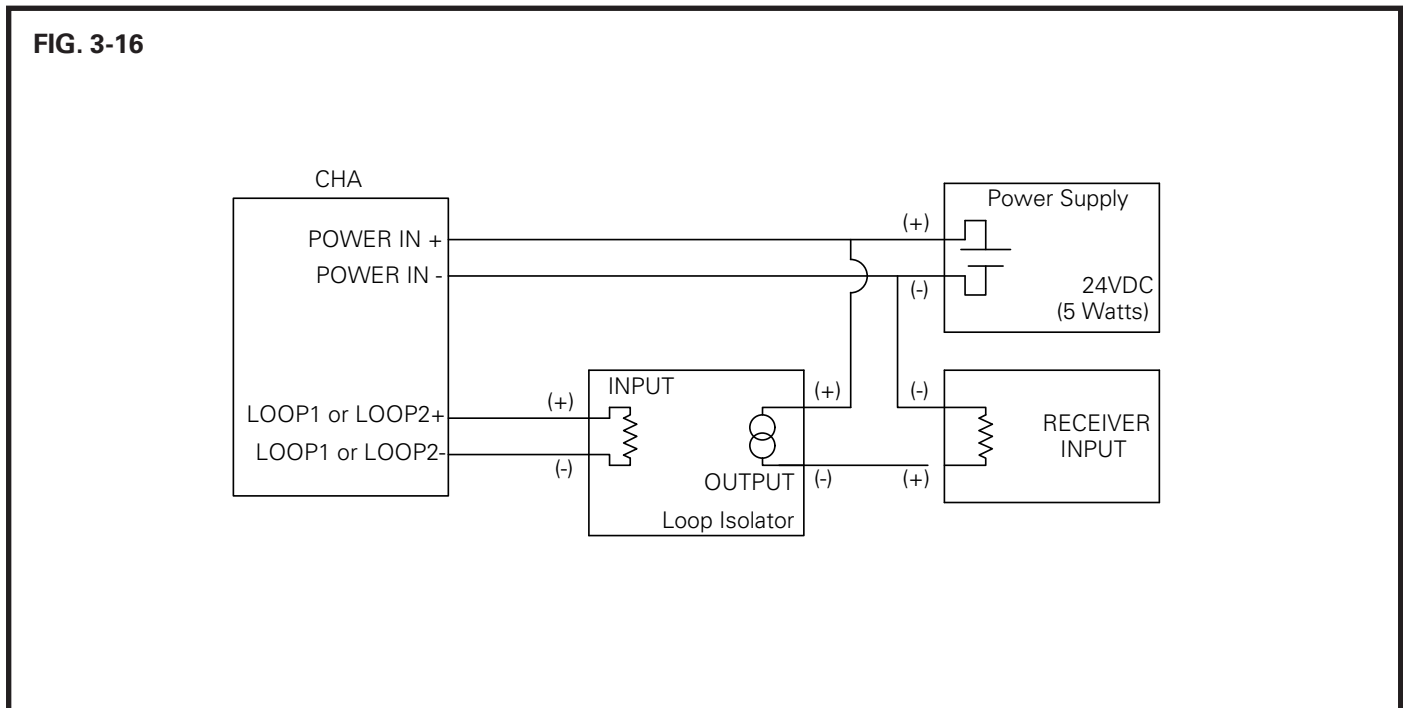 FIG. 3-16
CHA
POWER IN +
POWER IN -
LOOP1 or LOOP2+
LOOP1 or LOOP2-
(+)
(-)
INPUT
OUTPUT
Loop Isolator
(+)
(-)
(+)
(-)
Power Supply
24VDC
(5 Watts)
(-)
(+)
RECEIVER
INPUT